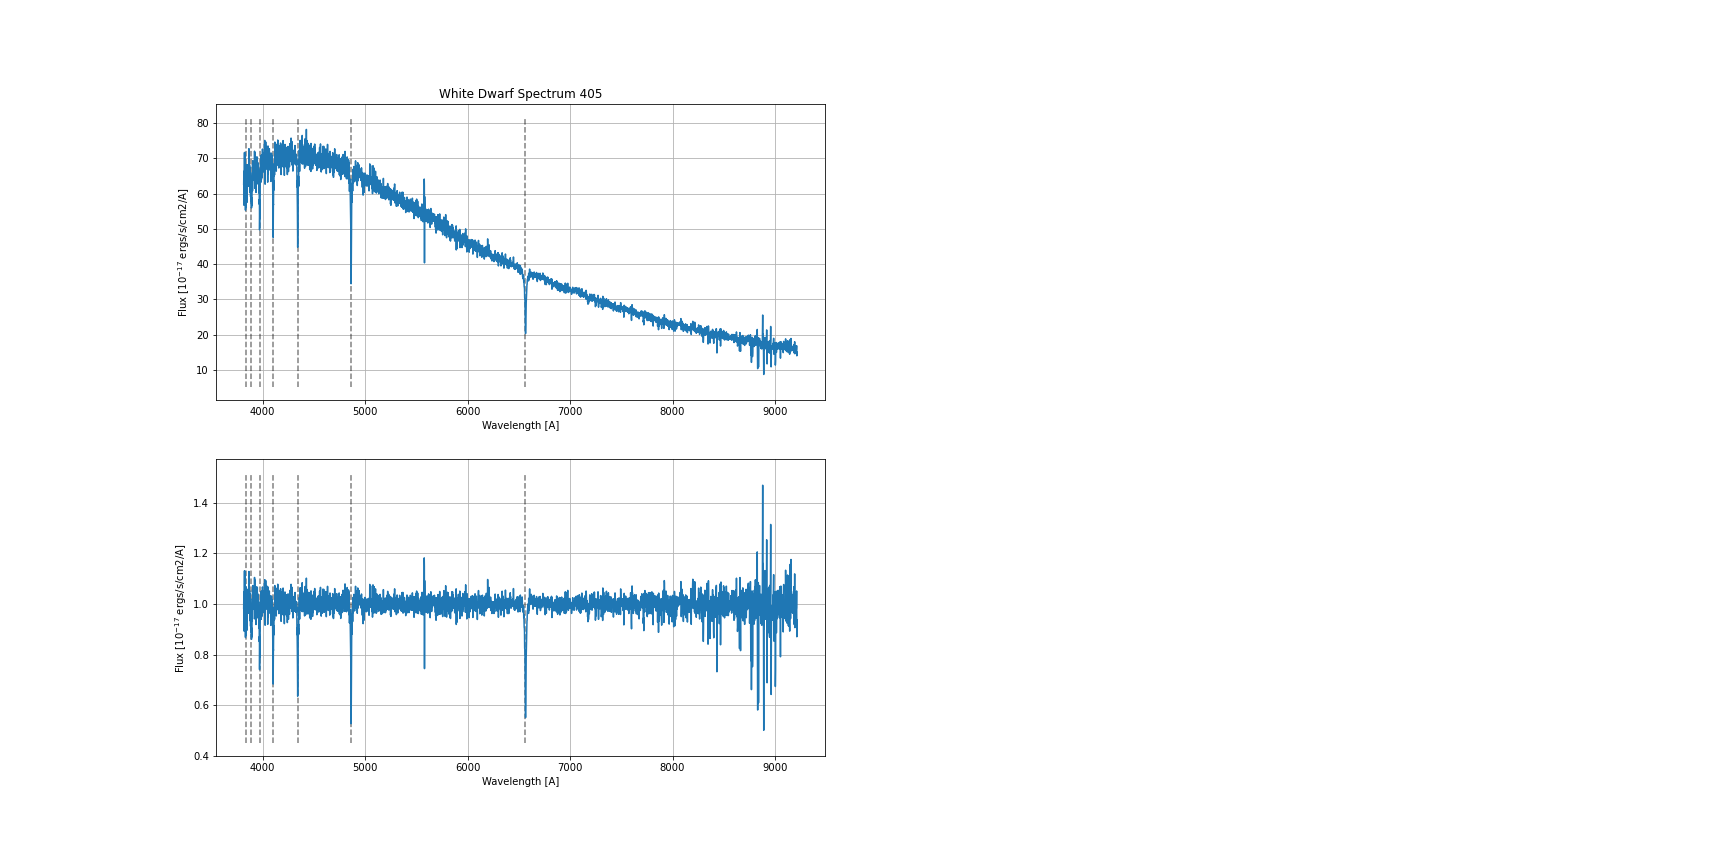 White Dwarf Spectrum 405
Flux [10⁻¹⁷ ergs/s/cm2/A]
80
70
60
50
40
30
20
10
4000 5000 6000 7000 8000 9000
Wavelength [A]
Flux [10⁻¹⁷ ergs/s/cm2/A]
1.4
1.2
1.0
0.8
0.6
0.4
4000 5000 6000 7000 8000 9000
Wavelength [A]